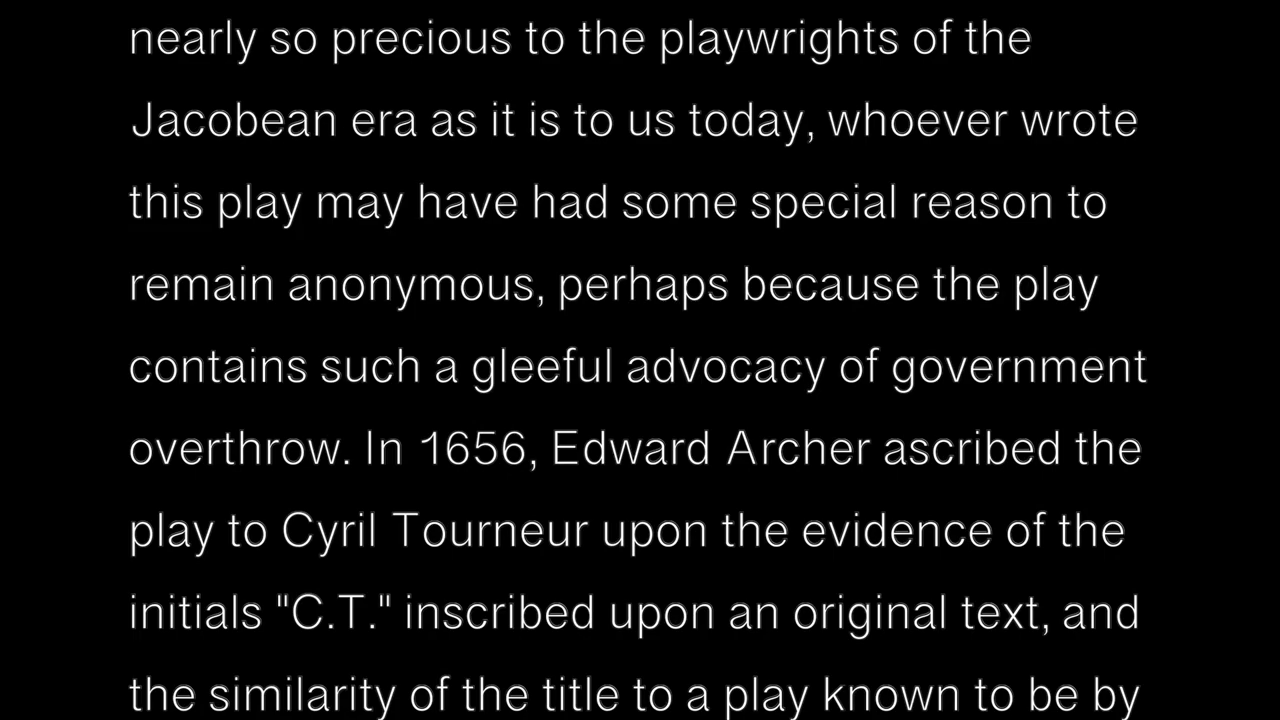 nearly so precious to the playwrights of the
Jacobean era as it is to us today, whoever wrote
this play may have had some special reason to
remain anonymous, perhaps because the play
contains such a gleeful advocacy of government
overthrow. In 1656, Edward Archer ascribed the
play to Cyril Tourneur upon the evidence of the
initials "C.T." inscribed upon an original text, and
the similarity of the title to a play known to be by